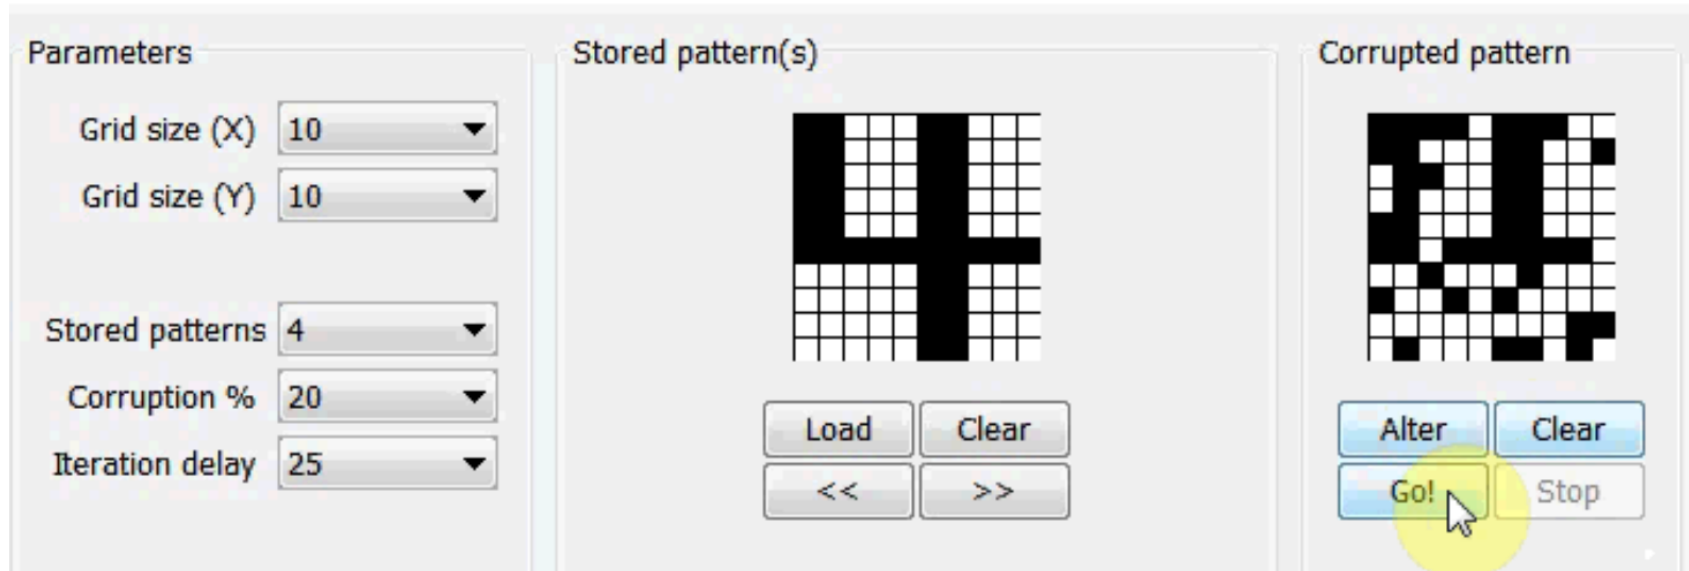 Parameters
Grid size (X) 10
Grid size (Y) 10
Stored patterns 4
Corruption % 20
Iteration delay 25
Stored pattern(s)
Load Clear
<< >>
Corrupted pattern
Alter Clear
Go! Stop